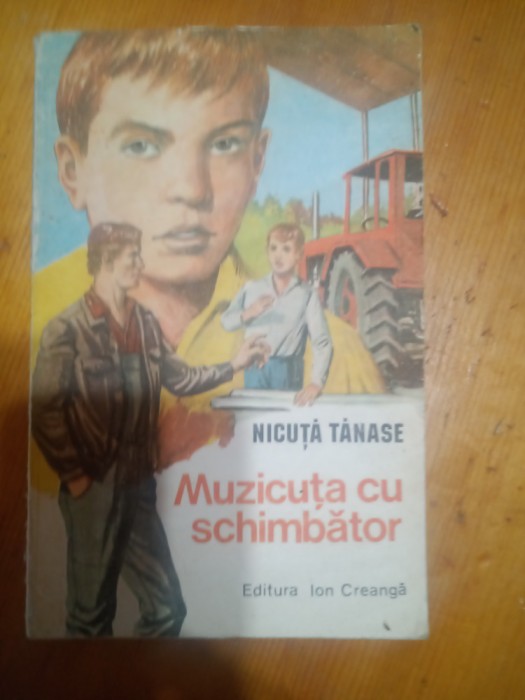 NICUȚĂ TĂNASE
Muzicuța cu
schimbător
Editura Ion Creangă